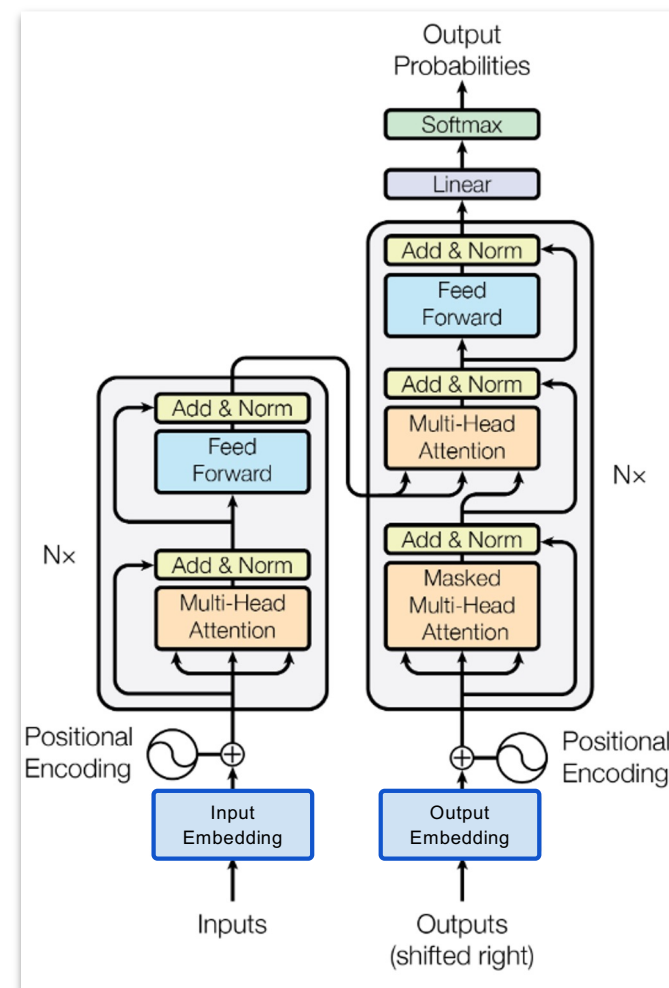 Output
Probabilities
Softmax
Linear
Add & Norm
Feed
Forward
Add & Norm
Multi-Head
Attention
Add & Norm
Masked
Multi-Head
Attention
Nx
Add & Norm
Feed
Forward
Add & Norm
Multi-Head
Attention
Nx
Positional
Encoding
Positional
Encoding
Input
Embedding
Output
Embedding
Inputs
Outputs
(shifted right)